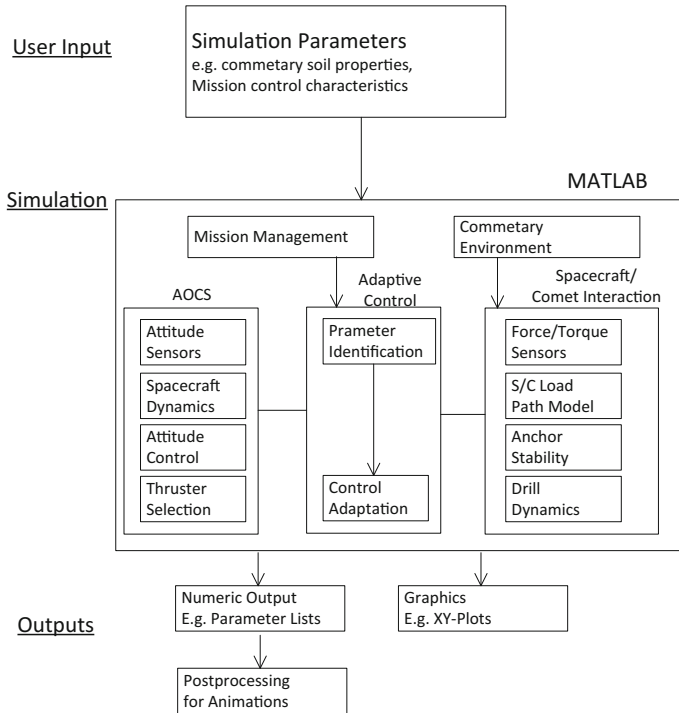 User Input
Simulation Parameters
e.g. commetary soil properties,
Mission control characteristics
Simulation
MATLAB
Mission Management
Commetary
Environment
AOCS
Adaptive
Control
Spacecraft/
Comet Interaction
Attitude
Sensors
Spacecraft
Dynamics
Attitude
Control
Thruster
Selection
Prameter
Identification
Control
Adaptation
Force/Torque
Sensors
S/C Load
Path Model
Anchor
Stability
Drill
Dynamics
Outputs
Numeric Output
E.g. Parameter Lists
Graphics
E.g. XY-Plots
Postprocessing
for Animations